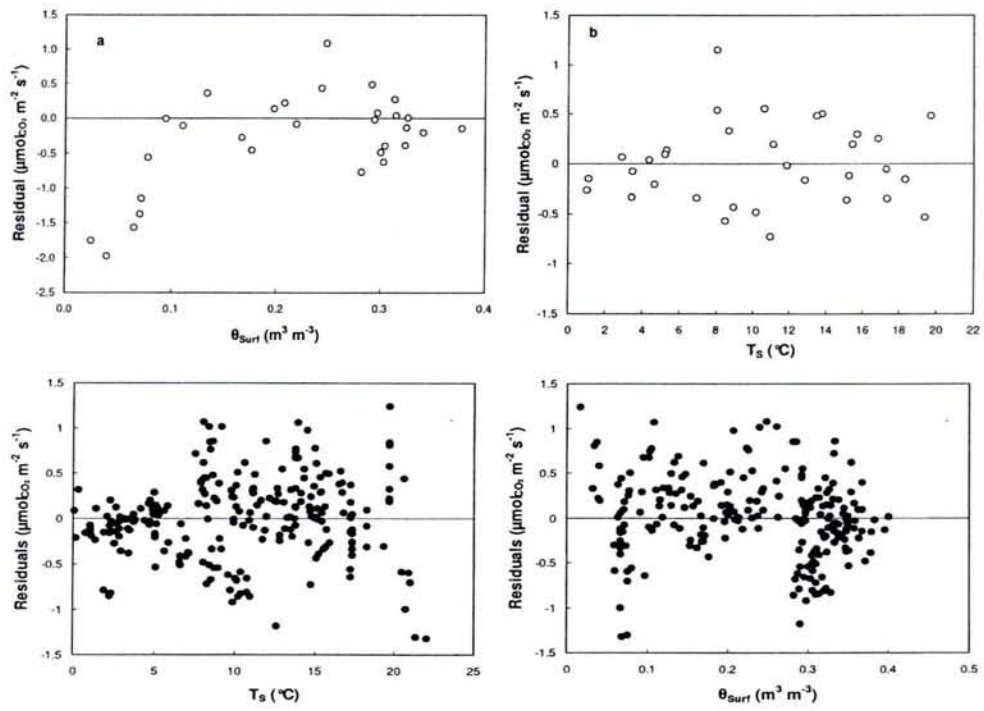 a
1.5
1.0
0.5
0.0
-0.5
-1.0
-1.5
-2.0
-2.5
Residual (μmolco₂ m⁻² s⁻¹)
0.0 0.1 0.2 0.3 0.4
θSurf (m³ m⁻³)
b
1.5
1
0.5
0
-0.5
-1
-1.5
Residual (μmolco₂ m⁻² s⁻¹)
0 2 4 6 8 10 12 14 16 18 20 22
TS (°C)
1.5
1
0.5
0
-0.5
-1
-1.5
Residuals (μmolco₂ m⁻² s⁻¹)
0 5 10 15 20 25
TS (°C)
1.5
1
0.5
0
-0.5
-1
-1.5
Residuals (μmolco₂ m⁻² s⁻¹)
0 0.1 0.2 0.3 0.4 0.5
θSurf (m³ m⁻³)